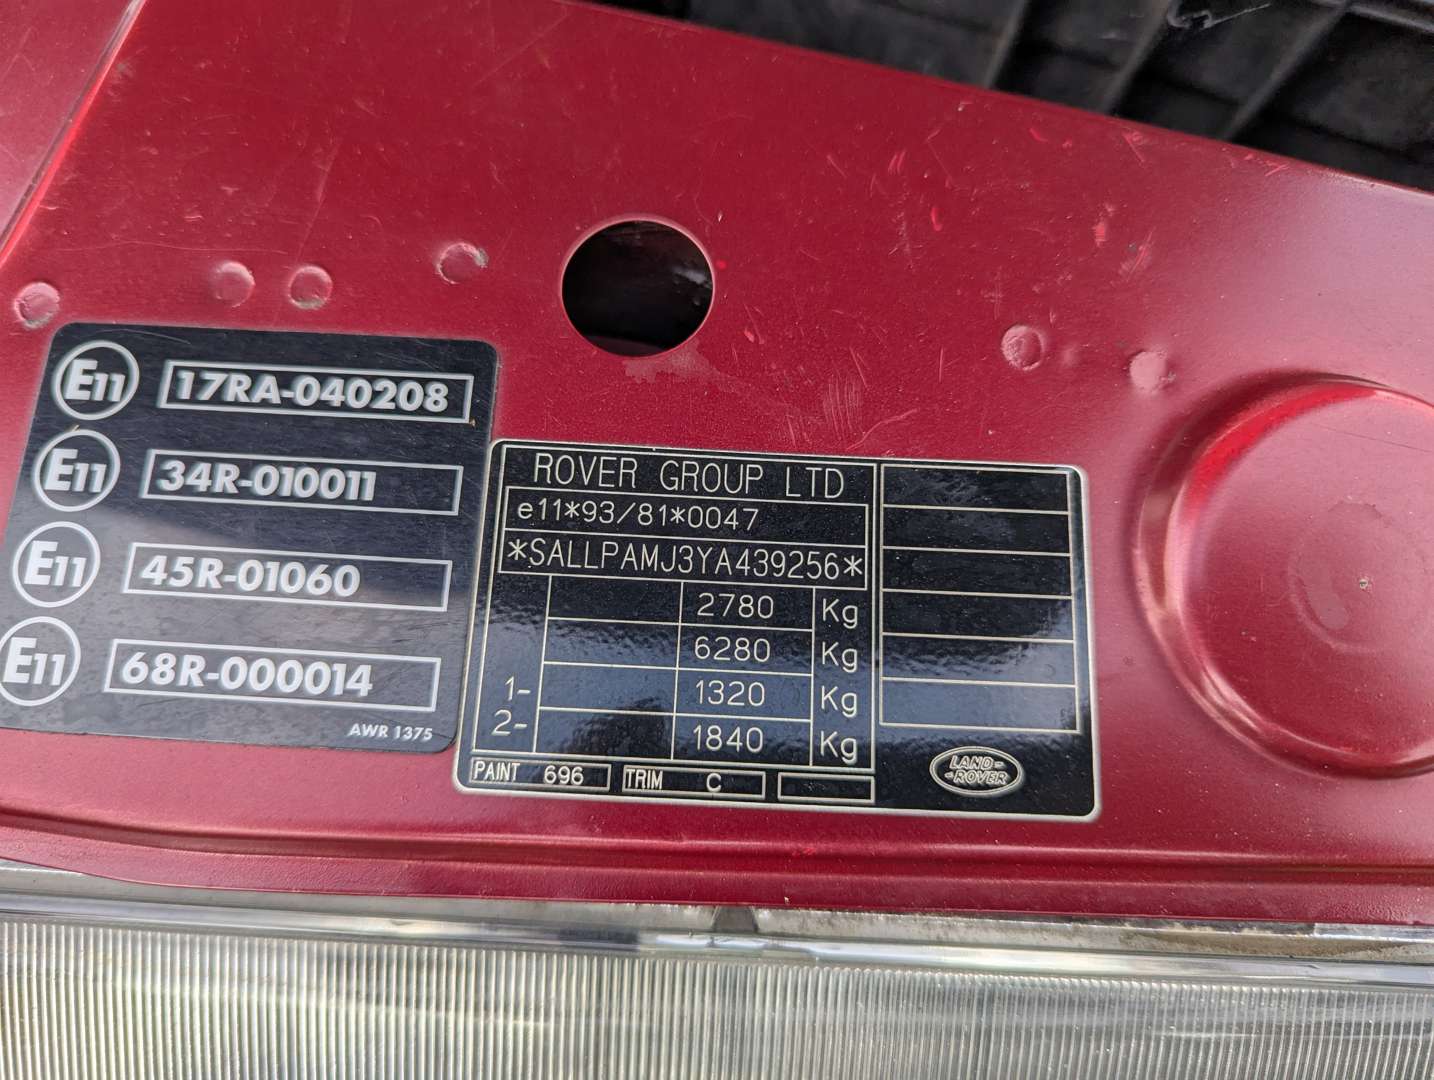 E11 17RA-040208
E11 34R-010011
E11 45R-01060
E11 68R-000014
AWR 1375
ROVER GROUP LTD
e11*93/81*0047
*SALLPAMJ3YA439256*
2780 Kg
6280 Kg
1- 1320 Kg
2- 1840 Kg
PAINT 696 TRIM C
LAND-
-ROVER